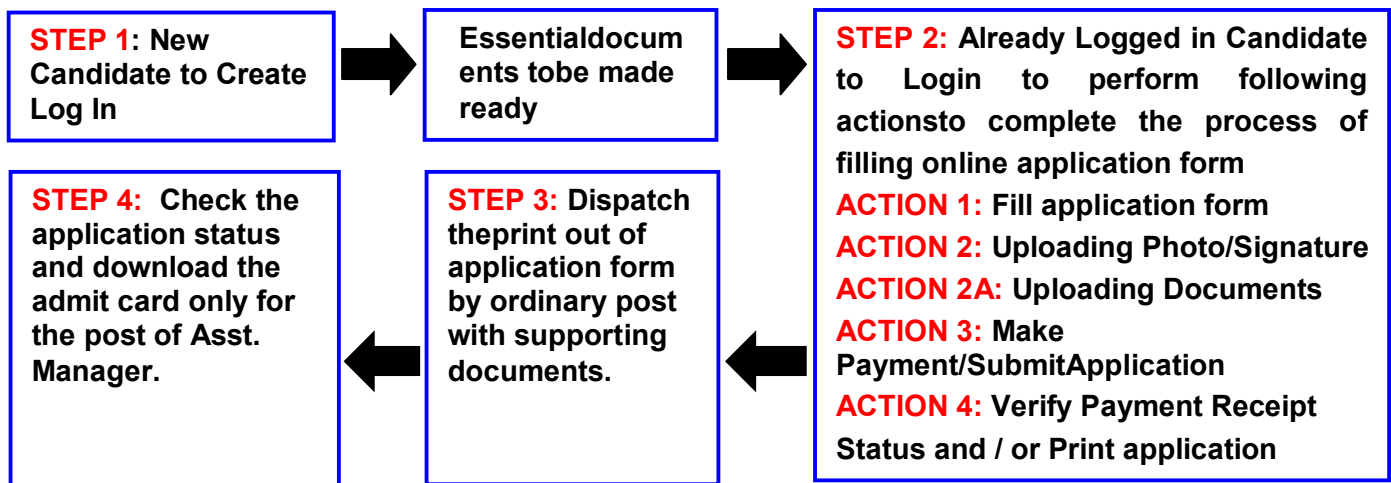 STEP 1: New
Candidate to Create
Log In
Essentialdocum
ents tobe made
ready
STEP 2: Already Logged in Candidate
to Login to perform following
actionsto complete the process of
filling online application form
ACTION 1: Fill application form
ACTION 2: Uploading Photo/Signature
ACTION 2A: Uploading Documents
ACTION 3: Make
Payment/SubmitApplication
ACTION 4: Verify Payment Receipt
Status and / or Print application
STEP 3: Dispatch
theprint out of
application form
by ordinary post
with supporting
documents.
STEP 4: Check the
application status
and download the
admit card only for
the post of Asst.
Manager.